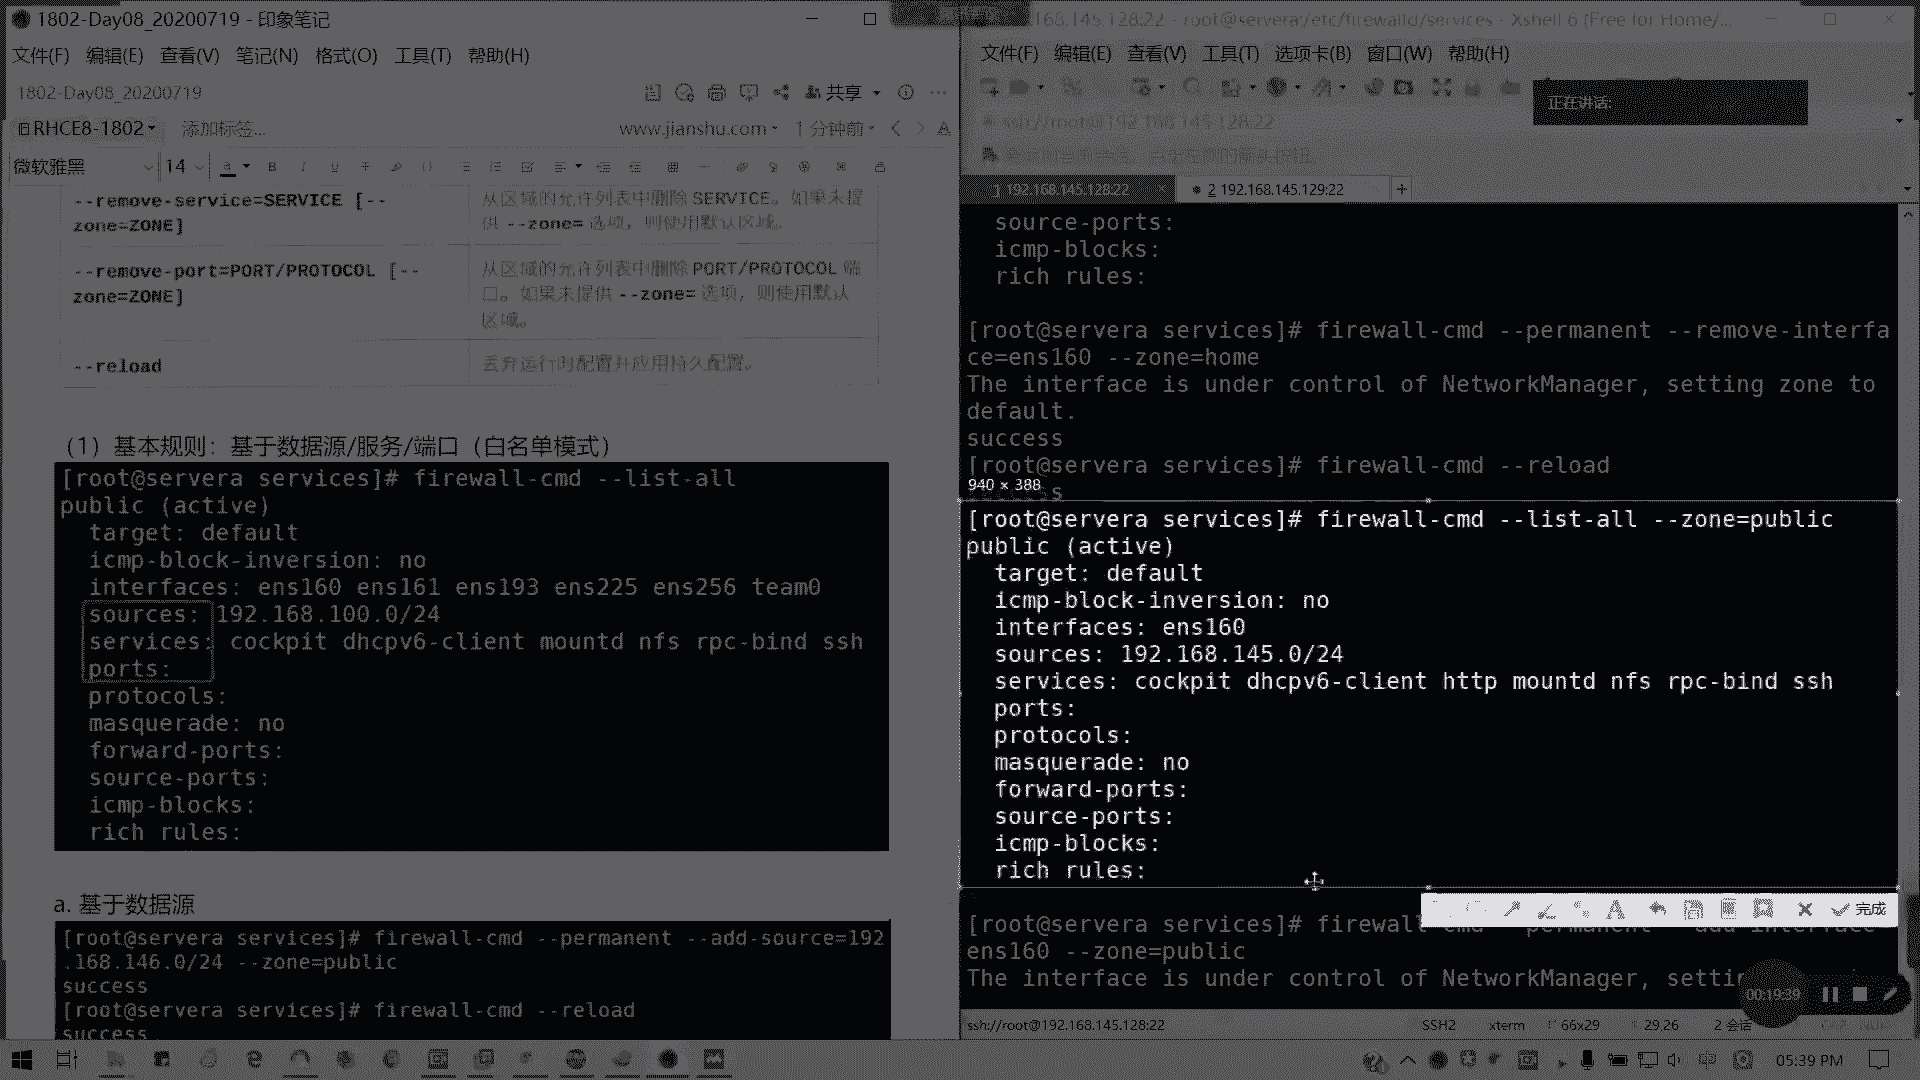 1802-Day08_20200719 - 印象笔记
文件(F) 编辑(E) 查看(V) 笔记(N) 格式(O) 工具(T) 帮助(H)
1802-Day08_20200719
共享
RHCE8-1802
添加标签...
www.jianshu.com
1 分钟前
微软雅黑
14
--remove-service=SERVICE [--
zone=ZONE]
从区域的允许列表中删除 SERVICE。如果未提
供 --zone= 选项，则使用默认区域。
--remove-port=PORT/PROTOCOL [--
zone=ZONE]
从区域的允许列表中删除 PORT/PROTOCOL 端
口。如果未提供 --zone= 选项，则使用默认
区域。
--reload
丢弃运行时配置并应用持久配置。
（1）基本规则：基于数据源/服务/端口（白名单模式）
[root@servera services]# firewall-cmd --list-all
public (active)
target: default
icmp-block-inversion: no
interfaces: ens160 ens161 ens193 ens225 ens256 team0
sources: 192.168.100.0/24
services: cockpit dhcpv6-client mountd nfs rpc-bind ssh
ports:
protocols:
masquerade: no
forward-ports:
source-ports:
icmp-blocks:
rich rules:
a. 基于数据源
[root@servera services]# firewall-cmd --permanent --add-source=192
.168.146.0/24 --zone=public
success
[root@servera services]# firewall-cmd --reload
success
168.145.128:22 - root@servera:/etc/firewalld/services - Xshell 6 (Free for Home/...
文件(F) 编辑(E) 查看(V) 工具(T) 选项卡(B) 窗口(W) 帮助(H)
正在讲话:
ssh://root@192.168.145.128:22
1 192.168.145.128:22
2 192.168.145.129:22
source-ports:
icmp-blocks:
rich rules:
[root@servera services]# firewall-cmd --permanent --remove-interfa
ce=ens160 --zone=home
The interface is under control of NetworkManager, setting zone to
default.
success
[root@servera services]# firewall-cmd --reload
940 × 388
[root@servera services]# firewall-cmd --list-all --zone=public
public (active)
target: default
icmp-block-inversion: no
interfaces: ens160
sources: 192.168.145.0/24
services: cockpit dhcpv6-client http mountd nfs rpc-bind ssh
ports:
protocols:
masquerade: no
forward-ports:
source-ports:
icmp-blocks:
rich rules:
完成
[root@servera services]# firewall-cmd --permanent --add-interface=
ens160 --zone=public
The interface is under control of NetworkManager,
00:19:39
ssh://root@192.168.145.128:22
SSH2
xterm
66x29
29,26
2 会话
05:39 PM